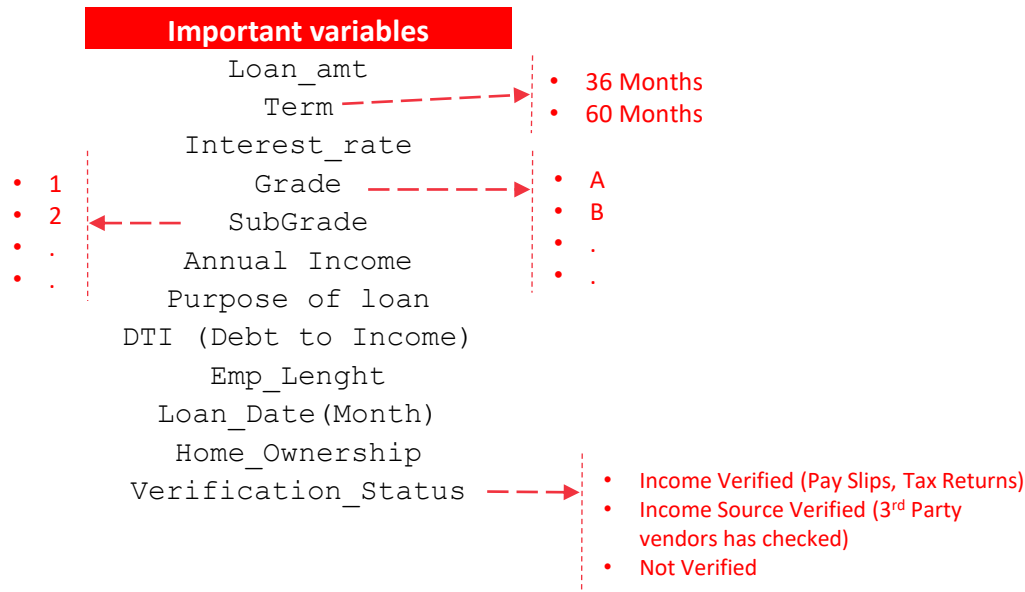 Important variables
Loan_amt
Term
• 36 Months
• 60 Months
Interest_rate
Grade
• A
• B
• .
• .
SubGrade
• 1
• 2
• .
• .
Annual Income
Purpose of loan
DTI (Debt to Income)
Emp_Lenght
Loan_Date(Month)
Home_Ownership
Verification_Status
• Income Verified (Pay Slips, Tax Returns)
• Income Source Verified (3rd Party
vendors has checked)
• Not Verified